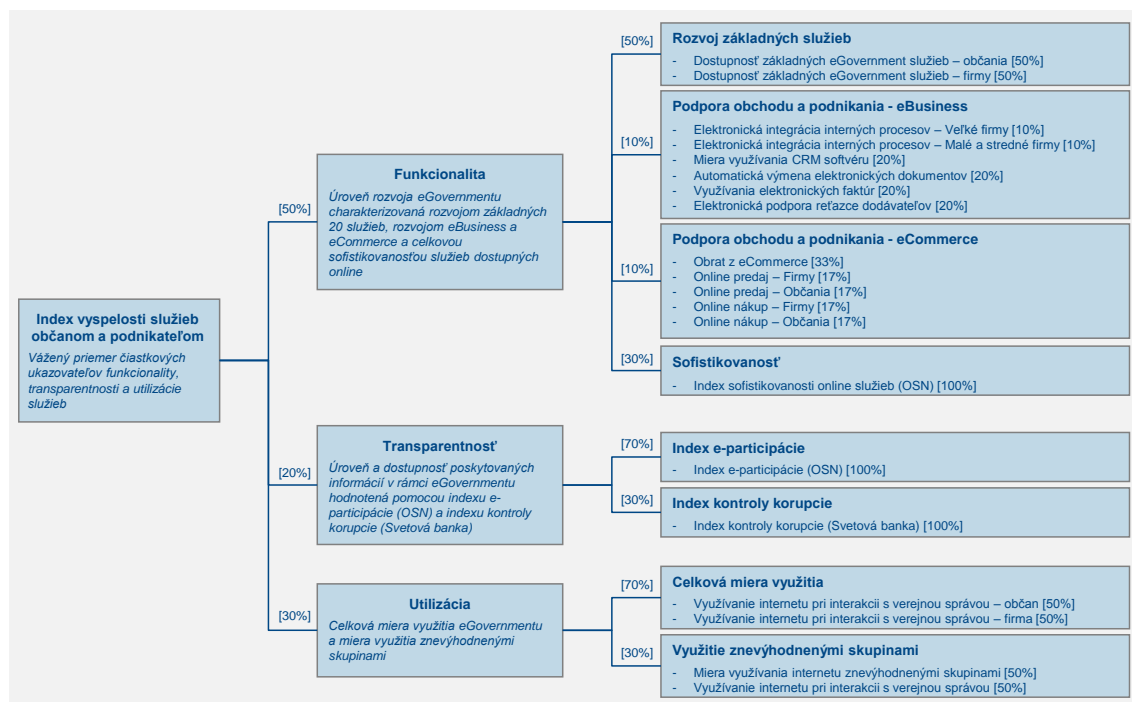 Index vyspelosti služieb
občanom a podnikateľom
Vážený priemer čiastkových
ukazovateľov funkcionality,
transparentnosti a utilizácie
služieb
[50%]
Funkcionalita
Úroveň rozvoja eGovernmentu
charakterizovaná rozvojom základných
20 služieb, rozvojom eBusiness a
eCommerce a celkovou
sofistikovanosťou služieb dostupných
online
[50%]
Rozvoj základných služieb
- Dostupnosť základných eGovernment služieb – občania [50%]
- Dostupnosť základných eGovernment služieb – firmy [50%]
[10%]
Podpora obchodu a podnikania - eBusiness
- Elektronická integrácia interných procesov – Veľké firmy [10%]
- Elektronická integrácia interných procesov – Malé a stredné firmy [10%]
- Miera využívania CRM softvéru [20%]
- Automatická výmena elektronických dokumentov [20%]
- Využívania elektronických faktúr [20%]
- Elektronická podpora reťazce dodávateľov [20%]
[10%]
Podpora obchodu a podnikania - eCommerce
- Obrat z eCommerce [33%]
- Online predaj – Firmy [17%]
- Online predaj – Občania [17%]
- Online nákup – Firmy [17%]
- Online nákup – Občania [17%]
[30%]
Sofistikovanosť
- Index sofistikovanosti online služieb (OSN) [100%]
[20%]
Transparentnosť
Úroveň a dostupnosť poskytovaných
informácií v rámci eGovernmentu
hodnotená pomocou indexu e-
participácie (OSN) a indexu kontroly
korupcie (Svetová banka)
[70%]
Index e-participácie
- Index e-participácie (OSN) [100%]
[30%]
Index kontroly korupcie
- Index kontroly korupcie (Svetová banka) [100%]
[30%]
Utilizácia
Celková miera využitia eGovernmentu
a miera využitia znevýhodnenými
skupinami
[70%]
Celková miera využitia
- Využívanie internetu pri interakcii s verejnou správou – občan [50%]
- Využívanie internetu pri interakcii s verejnou správou – firma [50%]
[30%]
Využitie znevýhodnenými skupinami
- Miera využívania internetu znevýhodnenými skupinami [50%]
- Využívanie internetu pri interakcii s verejnou správou [50%]